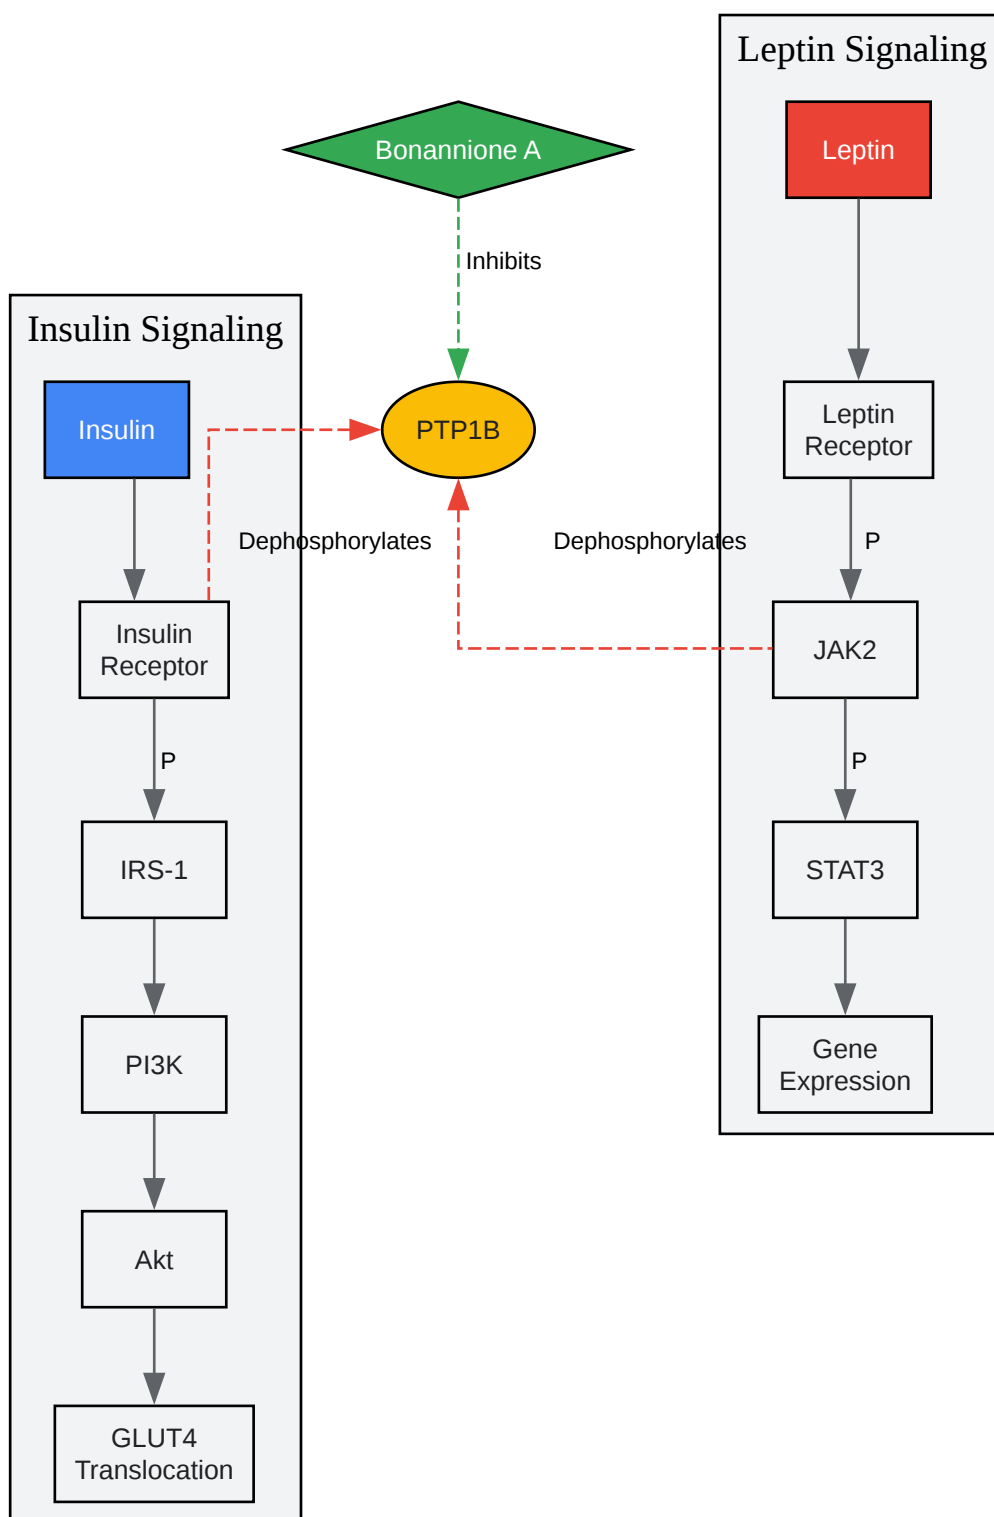 Leptin Signaling
Bonannione A
Leptin
Inhibits
Insulin Signaling
Insulin
PTP1B
Leptin
Receptor
Dephosphorylates
Dephosphorylates
P
Insulin
Receptor
JAK2
P
P
IRS-1
STAT3
PI3K
Gene
Expression
Akt
GLUT4
Translocation